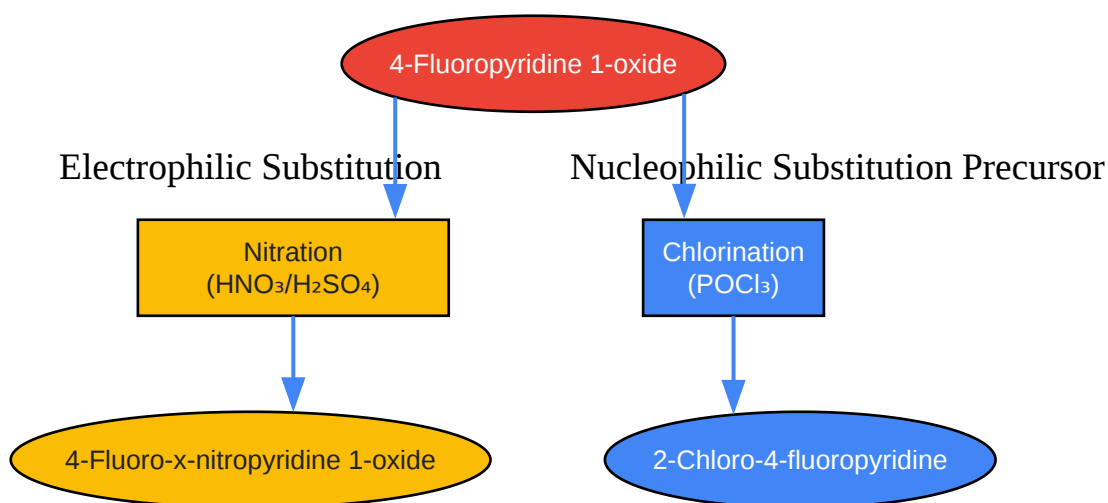 4-Fluoropyridine 1-oxide
Electrophilic Substitution
Nucleophilic Substitution Precursor
Nitration
(HNO₃/H₂SO₄)
Chlorination
(POCl₃)
4-Fluoro-x-nitropyridine 1-oxide
2-Chloro-4-fluoropyridine